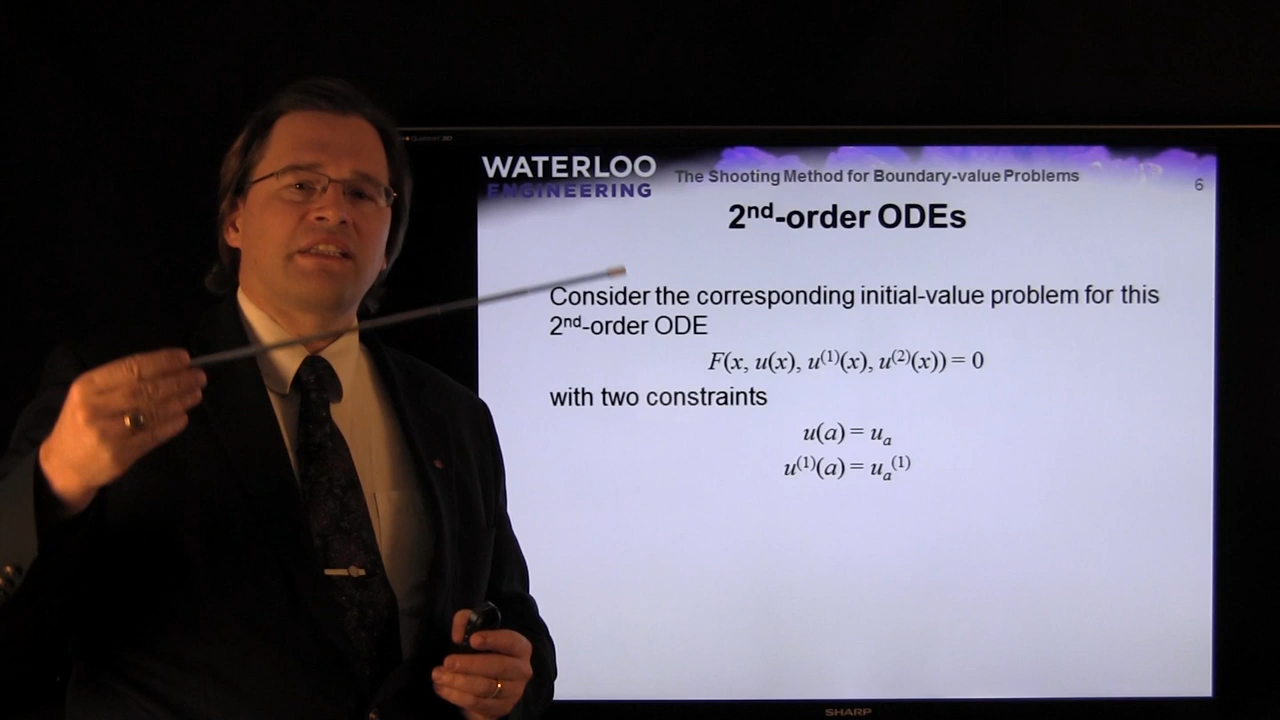 WATERLOO
ENGINEERING
The Shooting Method for Boundary-value Problems
6
2nd-order ODEs
Consider the corresponding initial-value problem for this
2nd-order ODE
F(x, u(x), u⁽¹⁾(x), u⁽²⁾(x)) = 0
with two constraints
u(a) = uₐ
u⁽¹⁾(a) = uₐ⁽¹⁾
SHARP